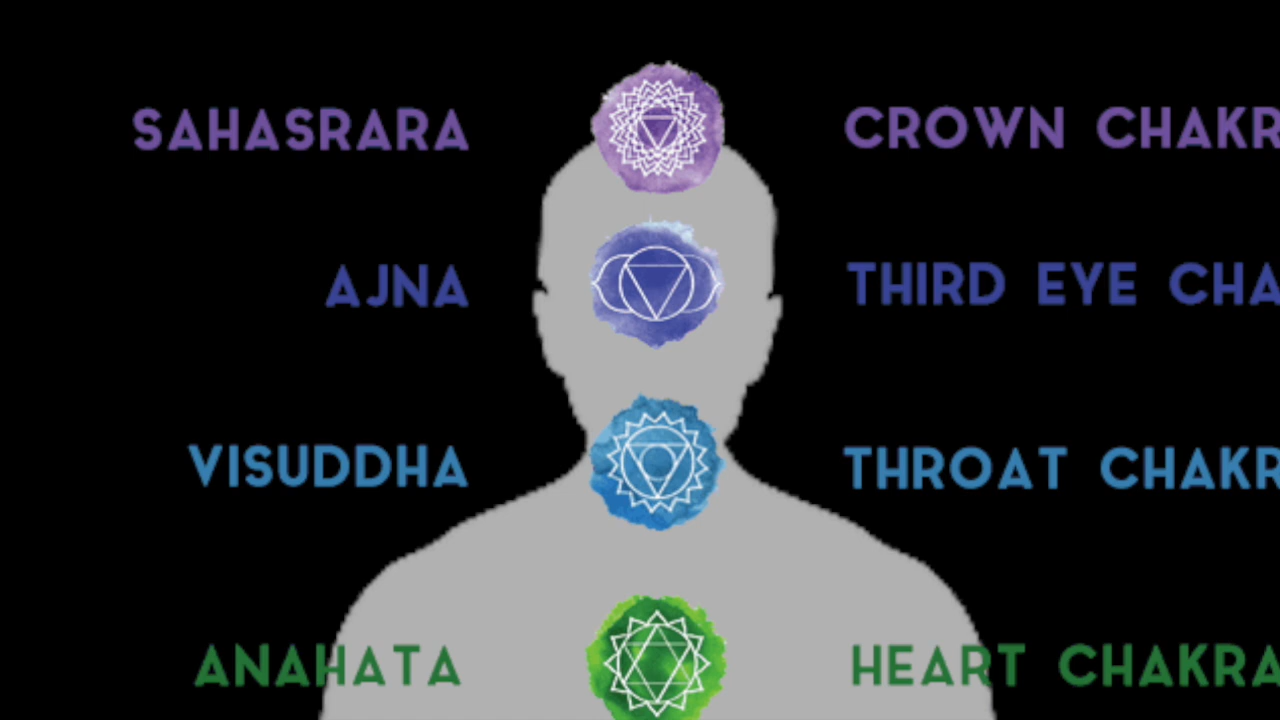 SAHASRARA CROWN CHAKR
AJNA THIRD EYE CHA
VISUDDHA THROAT CHAKR
ANAHATA HEART CHAKRA